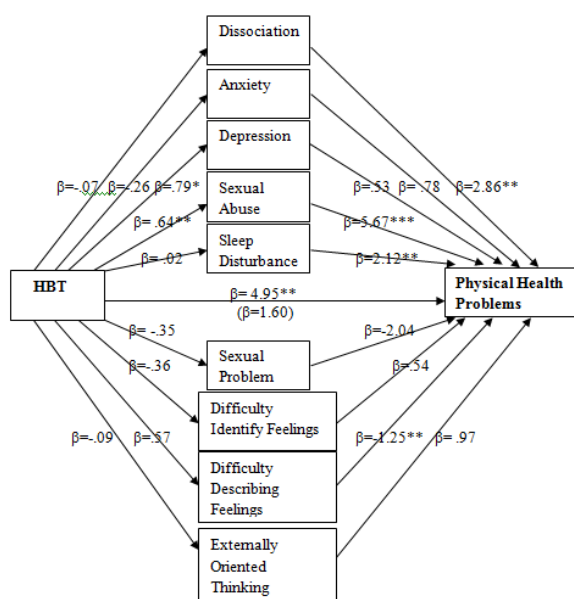 Dissociation
Anxiety
Depression
β=-.07 β=-.26 β=.79*
β=.53 β= .78
β=2.86**
Sexual
Abuse
β= .64**
β=5.67***
Sleep
Disturbance
β= .02
β=2.12**
HBT
Physical Health
Problems
β= 4.95**
(β=1.60)
β= -.35
β=-2.04
Sexual
Problem
β=-.36
β=.54
Difficulty
Identify Feelings
β=-.09
β=.57
β=-1.25**
β= .97
Difficulty
Describing
Feelings
Externally
Oriented
Thinking